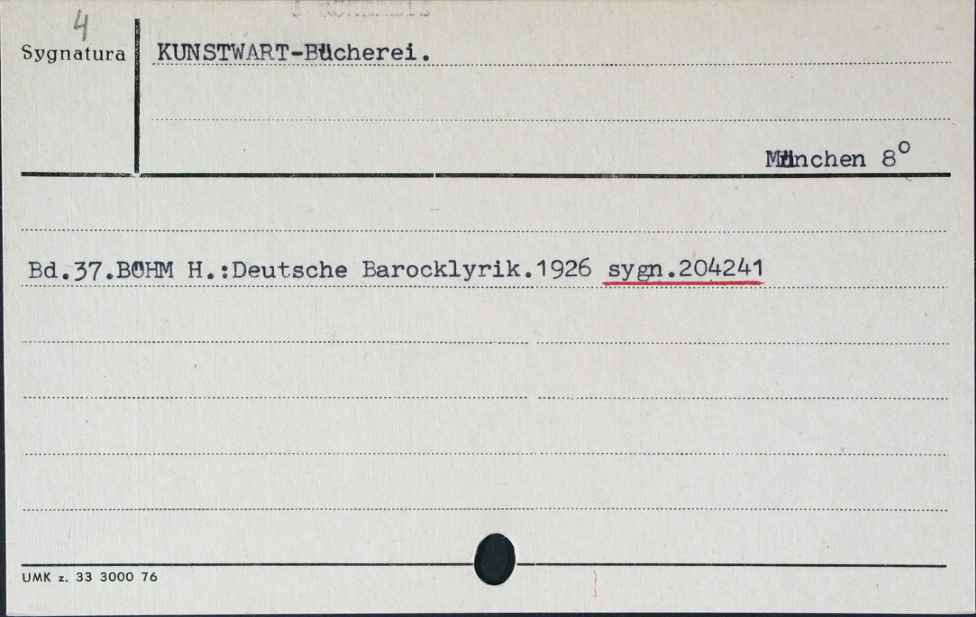 4
Sygnatura
KUNSTWART-Bücherei.
München 8°
Bd.37.BÖHM H.:Deutsche Barocklyrik.1926 sygn.204241
UMK z. 33 3000 76